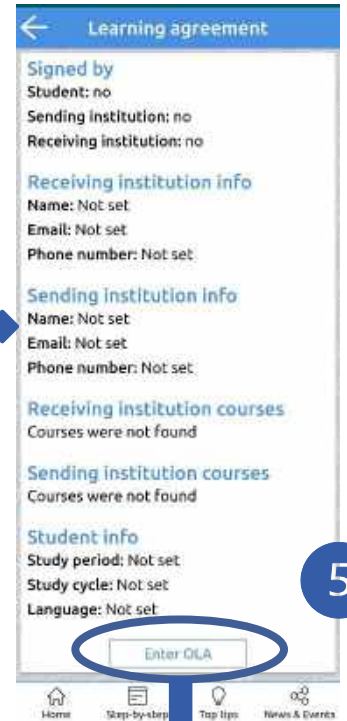 Learning agreement
Signed by
Student: no
Sending institution: no
Receiving institution: no
Receiving institution info
Name: Not set
Email: Not set
Phone number: Not set
Sending institution info
Name: Not set
Email: Not set
Phone number: Not set
Receiving institution courses
Courses were not found
Sending institution courses
Courses were not found
Student info
Study period: Not set
Study cycle: Not set
Language: Not set
5
Enter OLA
Home Step-by-step Top tips News & Events